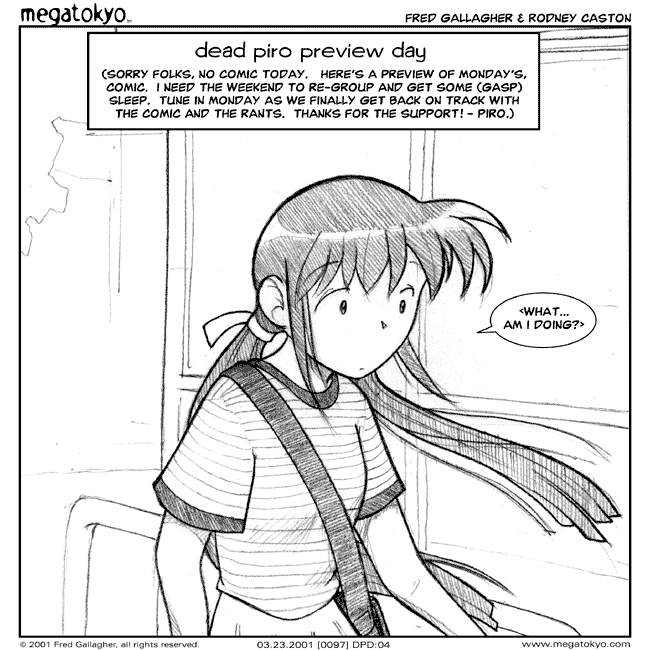 megatokyo™
FRED GALLAGHER & RODNEY CASTON
dead piro preview day
(SORRY FOLKS, NO COMIC TODAY. HERE'S A PREVIEW OF MONDAY'S,
COMIC. I NEED THE WEEKEND TO RE-GROUP AND GET SOME (GASP)
SLEEP. TUNE IN MONDAY AS WE FINALLY GET BACK ON TRACK WITH
THE COMIC AND THE RANTS. THANKS FOR THE SUPPORT! - PIRO.)
<WHAT...
AM I DOING?>
© 2001 Fred Gallagher, all rights reserved.
03.23.2001 [0097] DPD:04
www.megatokyo.com